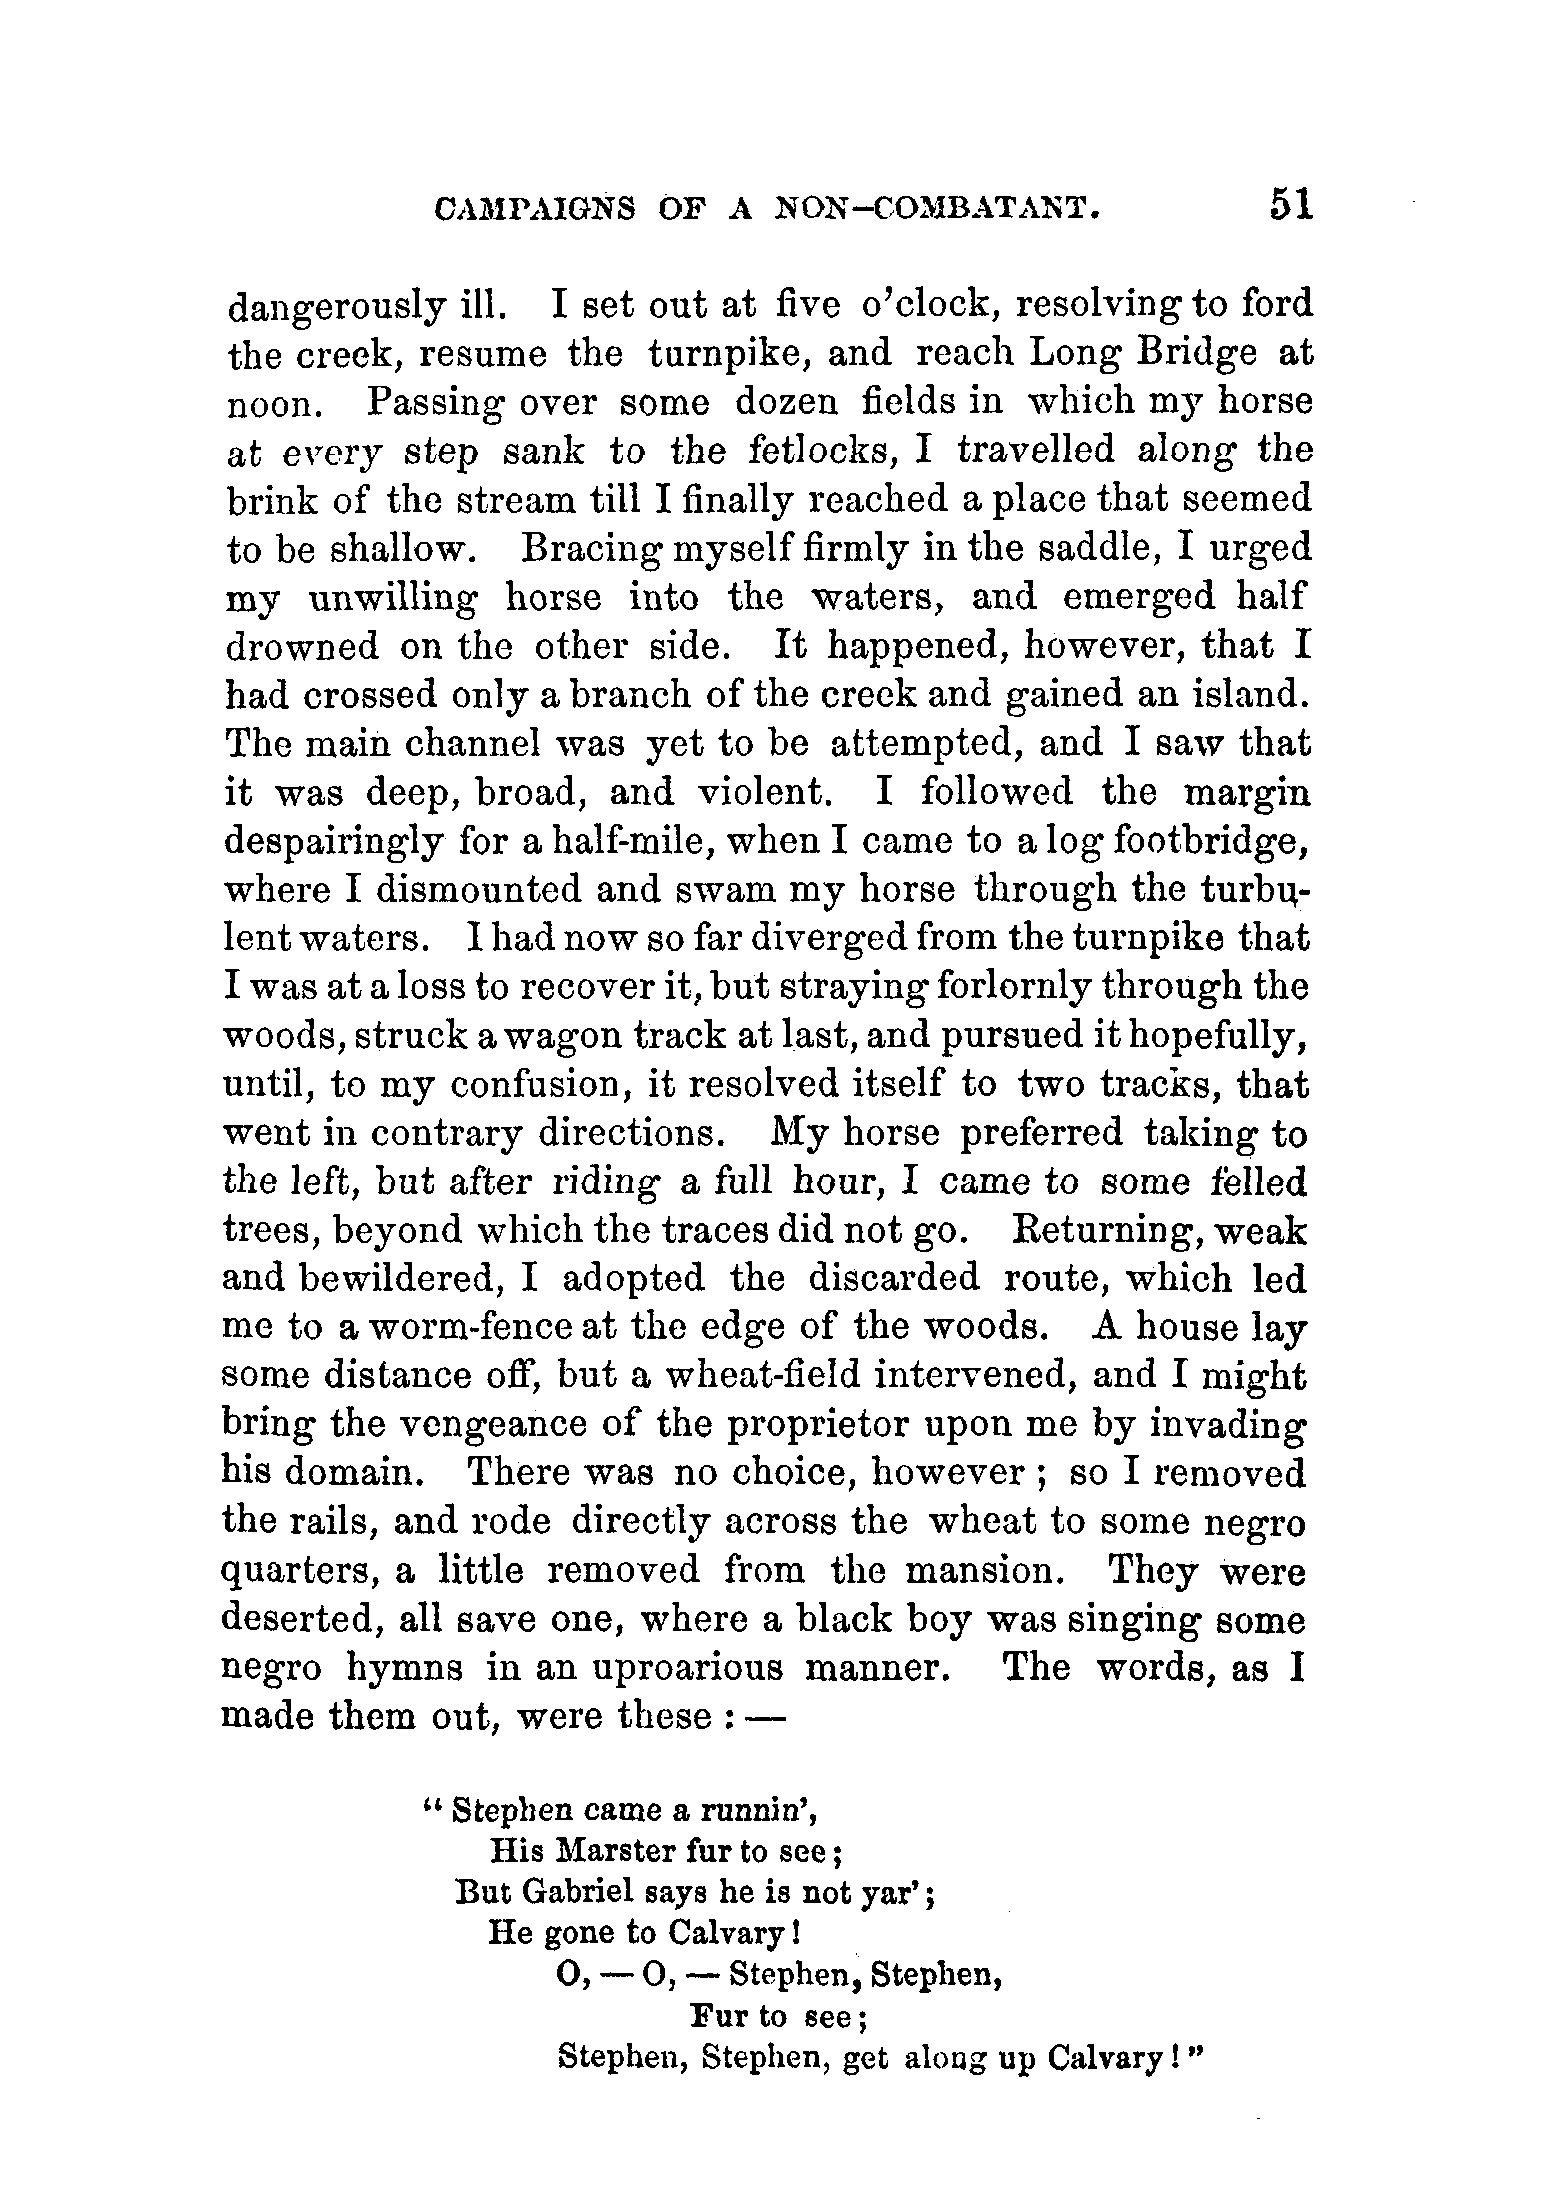 CAMPAIGNS OF A NON-COMBATANT. 51
dangerously ill. I set out at five o'clock, resolving to ford
the creek, resume the turnpike, and reach Long Bridge at
noon. Passing over some dozen fields in which my horse
at every step sank to the fetlocks, I travelled along the
brink of the stream till I finally reached a place that seemed
to be shallow. Bracing myself firmly in the saddle, I urged
my unwilling horse into the waters, and emerged half
drowned on the other side. It happened, however, that I
had crossed only a branch of the creek and gained an island.
The main channel was yet to be attempted, and I saw that
it was deep, broad, and violent. I followed the margin
despairingly for a half-mile, when I came to a log footbridge,
where I dismounted and swam my horse through the turbu-
lent waters. I had now so far diverged from the turnpike that
I was at a loss to recover it, but straying forlornly through the
woods, struck a wagon track at last, and pursued it hopefully,
until, to my confusion, it resolved itself to two tracks, that
went in contrary directions. My horse preferred taking to
the left, but after riding a full hour, I came to some felled
trees, beyond which the traces did not go. Returning, weak
and bewildered, I adopted the discarded route, which led
me to a worm-fence at the edge of the woods. A house lay
some distance off, but a wheat-field intervened, and I might
bring the vengeance of the proprietor upon me by invading
his domain. There was no choice, however ; so I removed
the rails, and rode directly across the wheat to some negro
quarters, a little removed from the mansion. They were
deserted, all save one, where a black boy was singing some
negro hymns in an uproarious manner. The words, as I
made them out, were these : —
" Stephen came a runnin',
His Marster fur to see ;
But Gabriel says he is not yar' ;
He gone to Calvary !
O, — O, — Stephen, Stephen,
Fur to see ;
Stephen, Stephen, get along up Calvary ! "